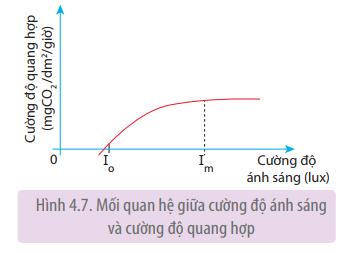 Cường độ quang hợp
(mgCO₂/dm²/giờ)
0
I₀
Iₘ
Cường độ
ánh sáng (lux)
Hình 4.7. Mối quan hệ giữa cường độ ánh sáng
và cường độ quang hợp